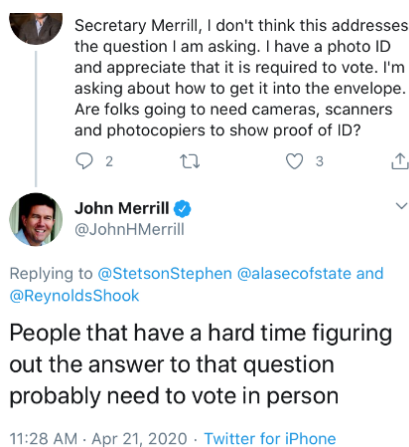 Secretary Merrill, I don't think this addresses
the question I am asking. I have a photo ID
and appreciate that it is required to vote. I'm
asking about how to get it into the envelope.
Are folks going to need cameras, scanners
and photocopiers to show proof of ID?
2 3
John Merrill
@JohnHMerrill
Replying to @StetsonStephen @alasecofstate and
@ReynoldsShook
People that have a hard time figuring
out the answer to that question
probably need to vote in person
11:28 AM · Apr 21, 2020 · Twitter for iPhone